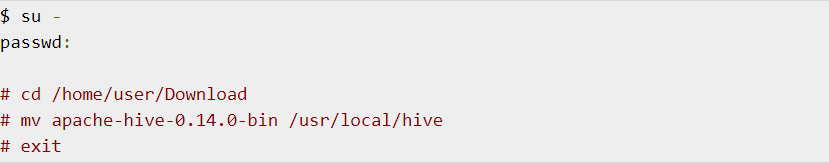 $ su -
passwd:
# cd /home/user/Download
# mv apache-hive-0.14.0-bin /usr/local/hive
# exit